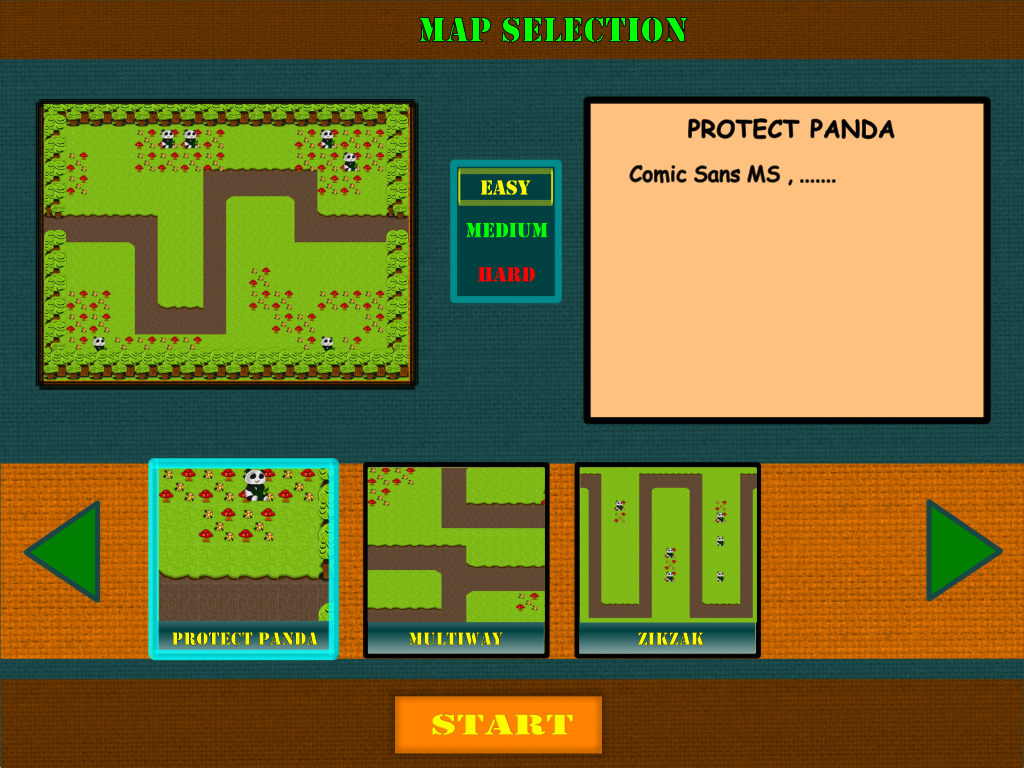 MAP SELECTION
EASY
MEDIUM
HARD
PROTECT PANDA
Comic Sans MS , .......
PROTECT PANDA
MULTIWAY
ZIKZAK
START